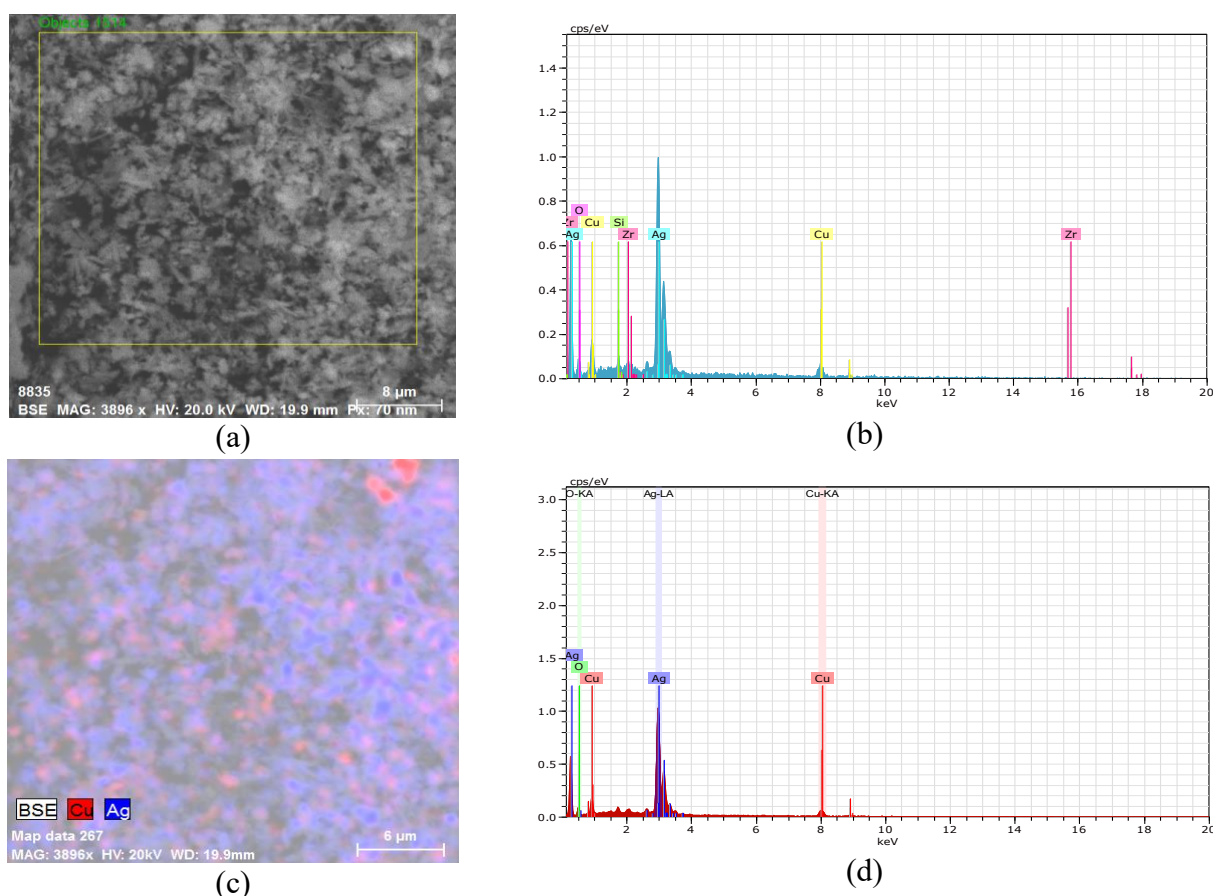 Objects 1314
8835
8 µm
BSE MAG: 3896 x HV: 20.0 kV WD: 19.9 mm Px: 70 nm
(a)
cps/eV
1.4
1.2
1.0
0.8
0.6
0.4
0.2
0.0
O
Zr Cu Si
Ag Zr Ag Cu Zr
2 4 6 8 10 12 14 16 18 20
keV
(b)
BSE Cu Ag
Map data 267
6 µm
MAG: 3896x HV: 20kV WD: 19.9mm
(c)
cps/eV
O-KA Ag-LA Cu-KA
3.0
2.5
2.0
1.5
1.0
0.5
0.0
Ag
O
Cu Ag Cu
2 4 6 8 10 12 14 16 18 20
keV
(d)